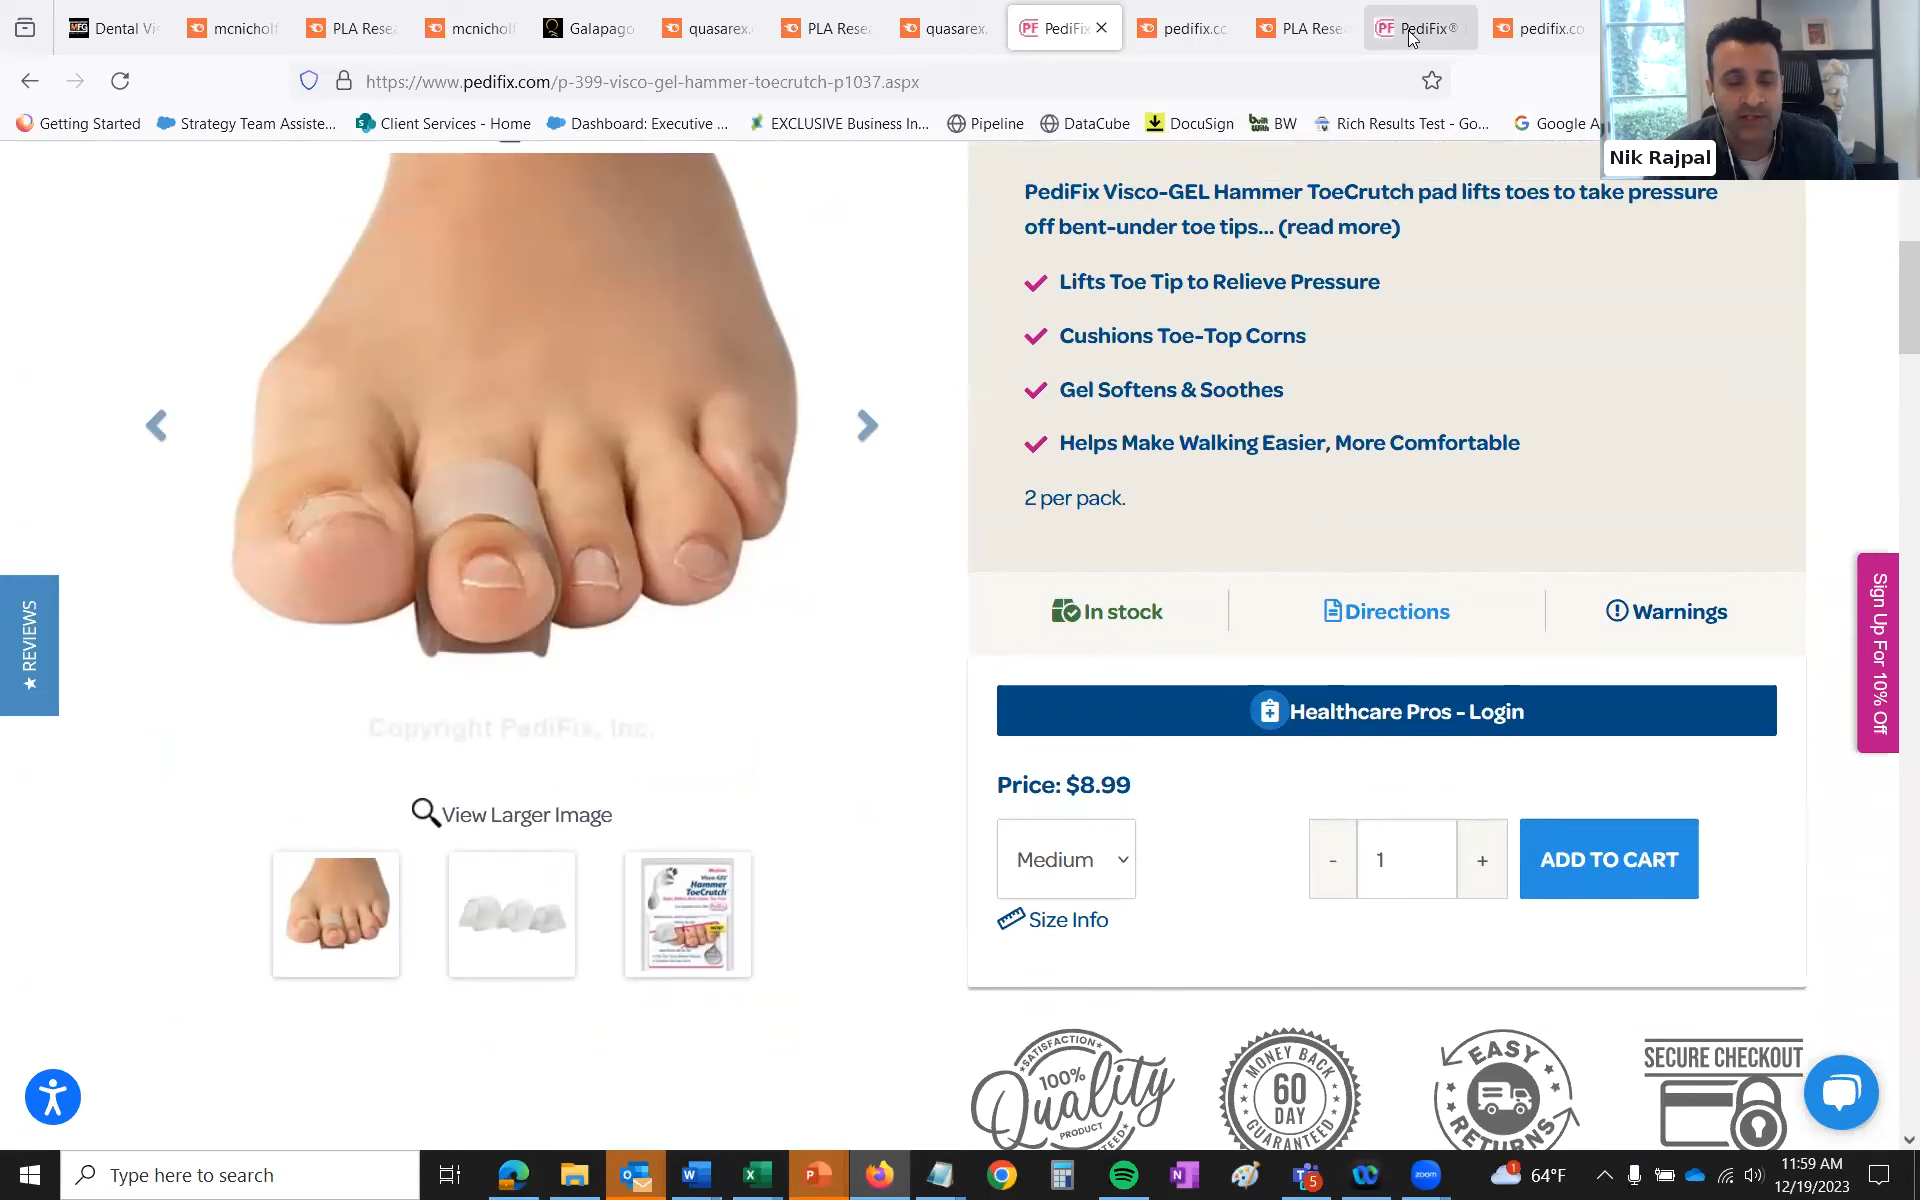 Dental Vi
mcnichol
PLA Rese
mcnichol
Galapago
quasarex.
PLA Rese
quasarex.
PediFix
pedifix.cc
PLA Rese
PediFix®
pedifix.co
https://www.pedifix.com/p-399-visco-gel-hammer-toecrutch-p1037.aspx
Getting Started
Strategy Team Assiste...
Client Services - Home
Dashboard: Executive ...
EXCLUSIVE Business In...
Pipeline
DataCube
DocuSign
BW
Rich Results Test - Go...
Google A
Nik Rajpal
PediFix Visco-GEL Hammer ToeCrutch pad lifts toes to take pressure
off bent-under toe tips... (read more)
Lifts Toe Tip to Relieve Pressure
Cushions Toe-Top Corns
Gel Softens & Soothes
Helps Make Walking Easier, More Comfortable
2 per pack.
In stock
Directions
Warnings
Healthcare Pros - Login
Price: $8.99
Medium
- 1 +
ADD TO CART
Size Info
★ REVIEWS
Sign Up For 10% Off
Copyright PediFix, Inc.
View Larger Image
Hammer
ToeCrutch
SATISFACTION
100%
Quality
PRODUCT
MONEY BACK
60
DAY
GUARANTEED
EASY
RETURNS
SECURE CHECKOUT
Type here to search
64°F
11:59 AM
12/19/2023